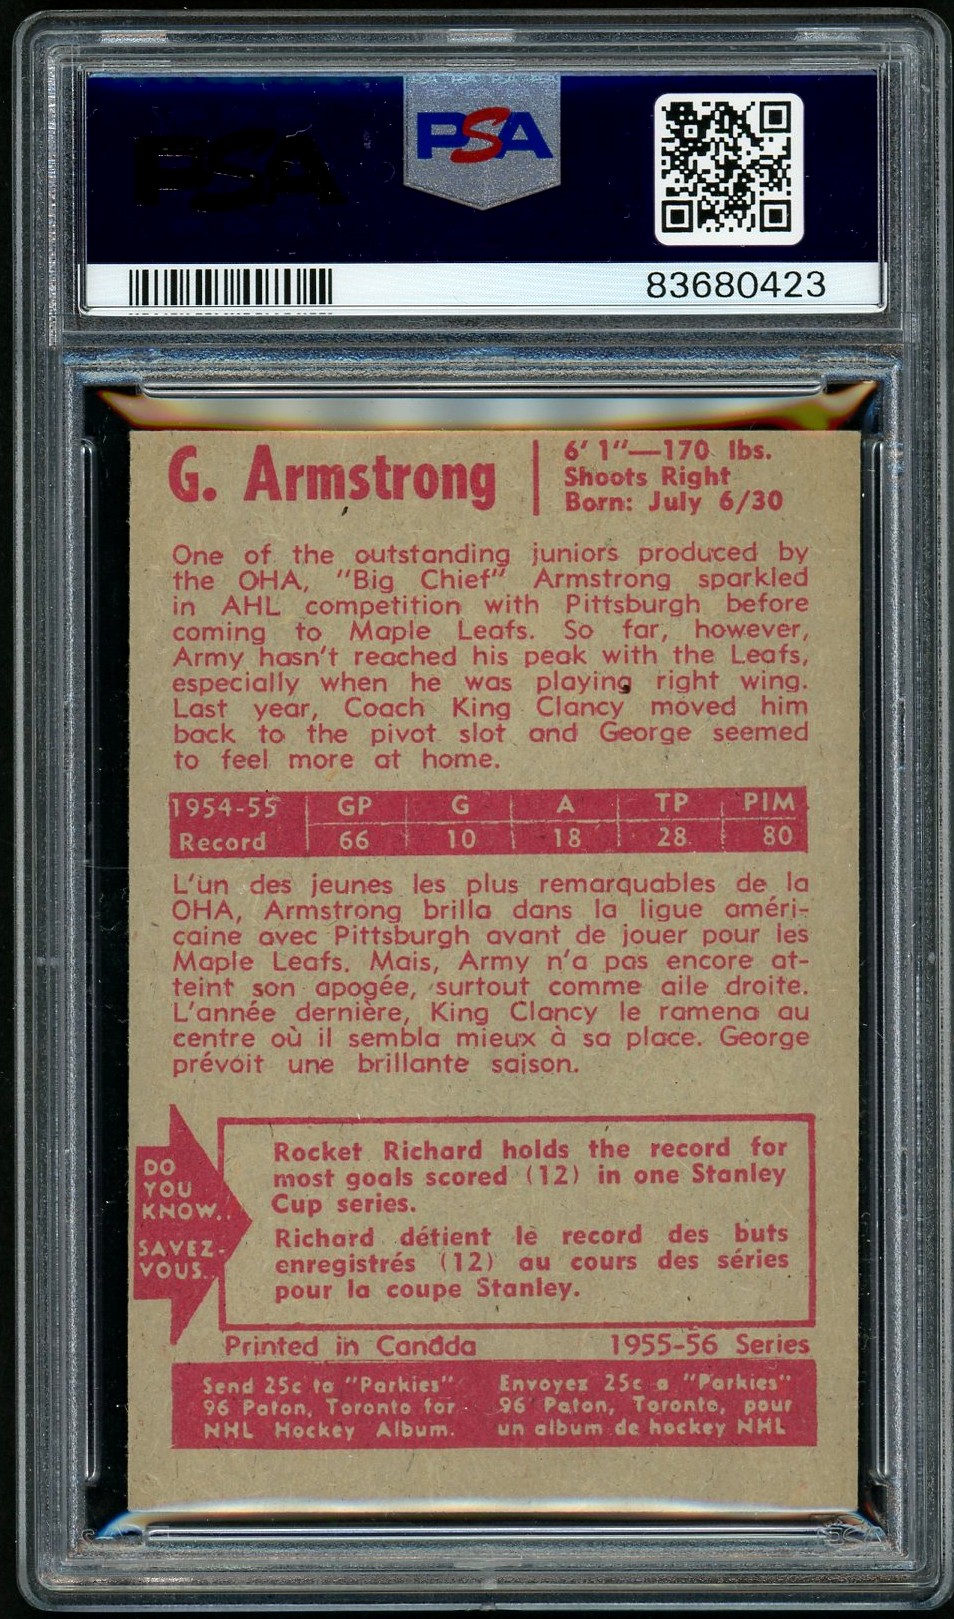 PSA
PSA
83680423
G. Armstrong
6' 1"—170 lbs.
Shoots Right
Born: July 6/30
One of the outstanding juniors produced by
the OHA, "Big Chief" Armstrong sparkled
in AHL competition with Pittsburgh before
coming to Maple Leafs. So far, however,
Army hasn't reached his peak with the Leafs,
especially when he was playing right wing.
Last year, Coach King Clancy moved him
back to the pivot slot and George seemed
to feel more at home.
1954-55 GP G A TP PIM
Record 66 10 18 28 80
L'un des jeunes les plus remarquables de la
OHA, Armstrong brilla dans la ligue améri-
caine avec Pittsburgh avant de jouer pour les
Maple Leafs. Mais, Army n'a pas encore at-
teint son apogée, surtout comme aile droite.
L'année dernière, King Clancy le ramena au
centre où il sembla mieux à sa place. George
prévoit une brillante saison.
DO
YOU
KNOW..
SAVEZ-
VOUS..
Rocket Richard holds the record for
most goals scored (12) in one Stanley
Cup series.
Richard détient le record des buts
enregistrés (12) au cours des séries
pour la coupe Stanley.
Printed in Canada 1955-56 Series
Send 25c to "Parkies"
96 Paton, Toronto for
NHL Hockey Album.
Envoyez 25c a "Parkies"
96 Paton, Toronto, pour
un album de hockey NHL